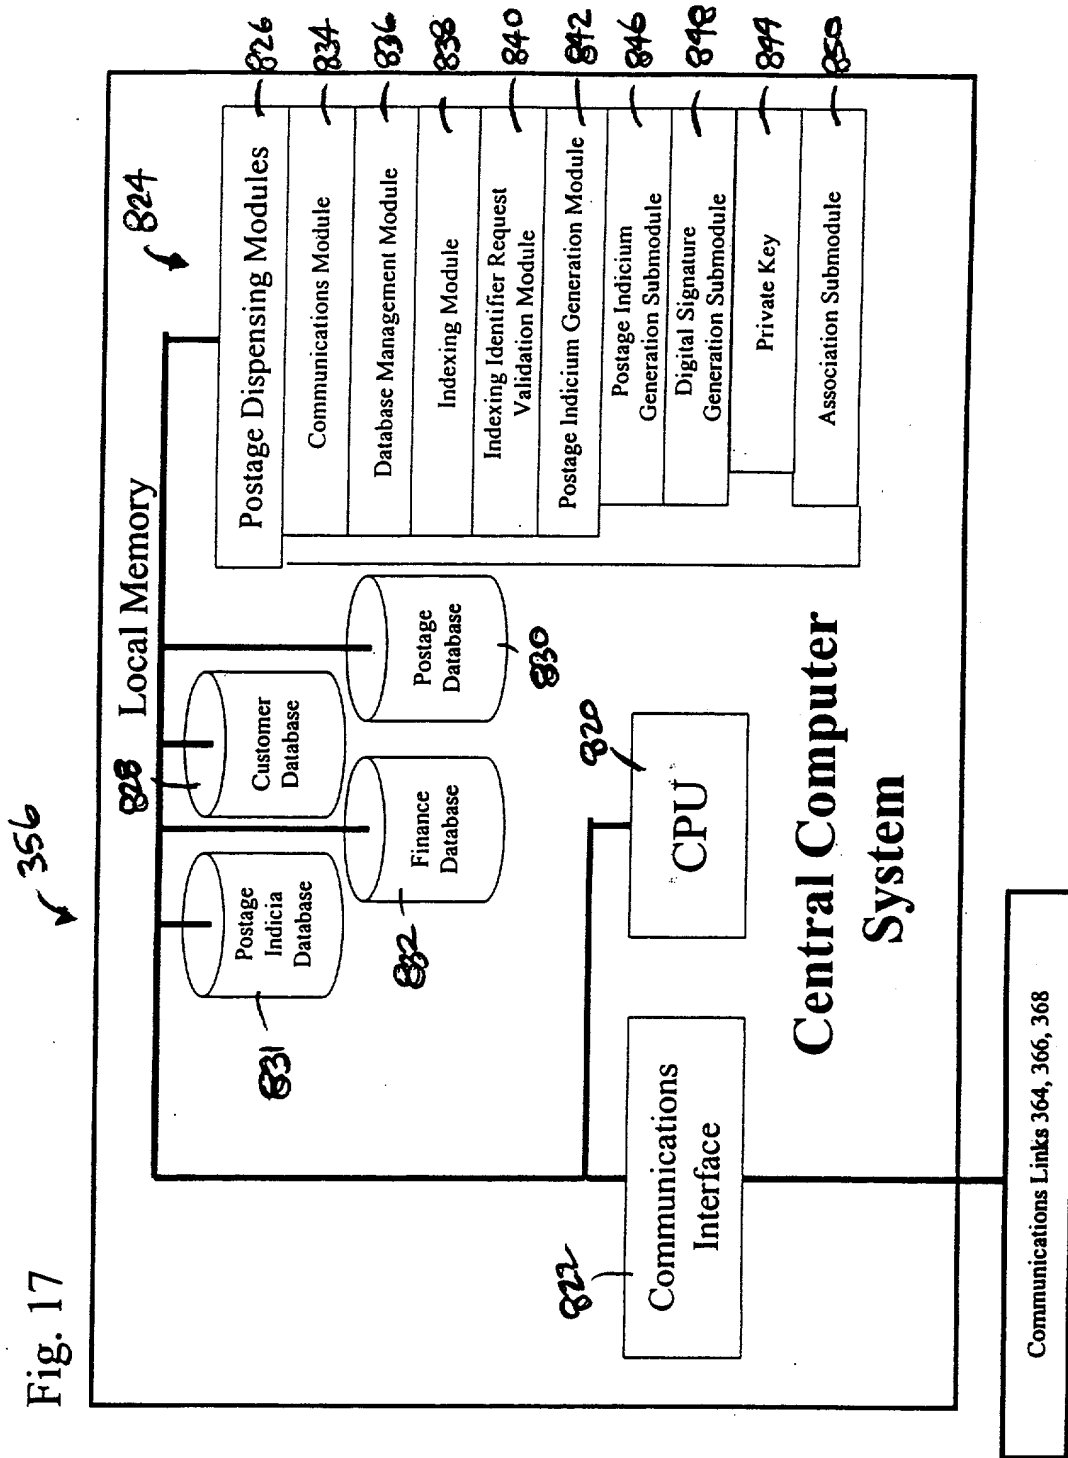 Fig. 17
356
Local Memory
824
831
Postage
Indicia
Database
828
Customer
Database
832
Finance
Database
830
Postage
Database
Postage Dispensing Modules
826
Communications Module
834
Database Management Module
836
Indexing Module
838
Indexing Identifier Request
Validation Module
840
Postage Indicium Generation Module
842
Postage Indicium
Generation Submodule
846
Digital Signature
Generation Submodule
848
Private Key
844
Association Submodule
850
822
Communications
Interface
820
CPU
Central Computer
System
Communications Links 364, 366, 368